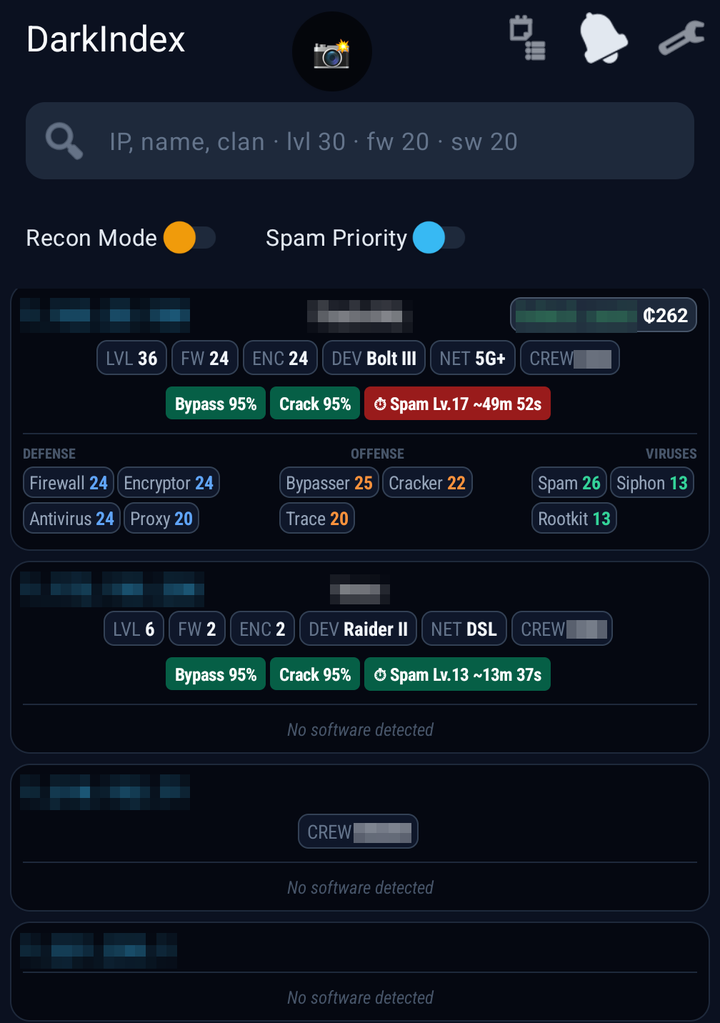 DarkIndex
IP, name, clan · lvl 30 · fw 20 · sw 20
Recon Mode Spam Priority
₵262
LVL 36 FW 24 ENC 24 DEV Bolt III NET 5G+ CREW
Bypass 95% Crack 95% ⏱ Spam Lv.17 ~49m 52s
DEFENSE OFFENSE VIRUSES
Firewall 24 Encryptor 24 Bypasser 25 Cracker 22 Spam 26 Siphon 13
Antivirus 24 Proxy 20 Trace 20 Rootkit 13
LVL 6 FW 2 ENC 2 DEV Raider II NET DSL CREW
Bypass 95% Crack 95% ⏱ Spam Lv.13 ~13m 37s
No software detected
CREW
No software detected
No software detected